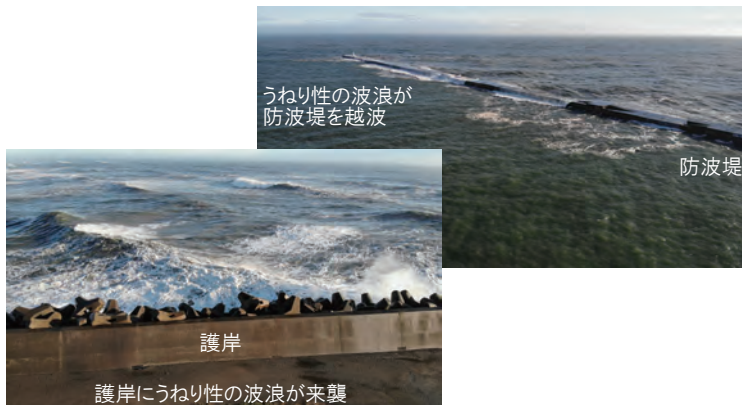 うねり性の波浪が
防波堤を越波
防波堤
護岸
護岸にうねり性の波浪が来襲